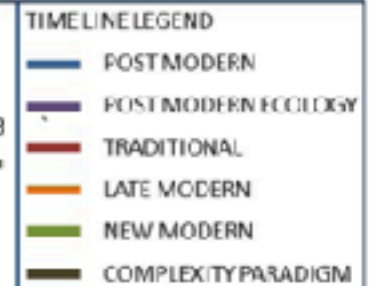 TIMELINE LEGEND
POST MODERN
POST MODERN ECOLOGY
TRADITIONAL
LATE MODERN
NEW MODERN
COMPLEXITY PARADIGM